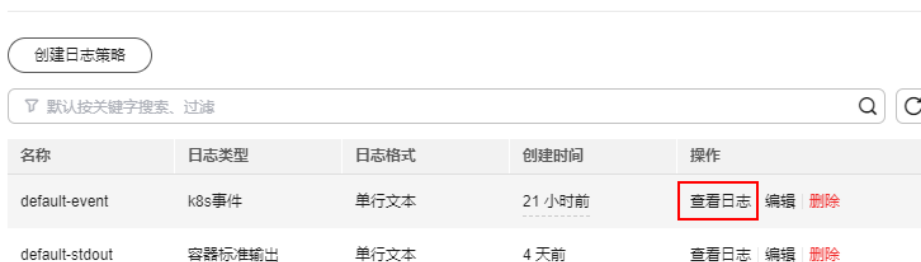 创建日志策略
默认按关键字搜索、过滤
名称 日志类型 日志格式 创建时间 操作
default-event k8s事件 单行文本 21 小时前 查看日志 编辑 删除
default-stdout 容器标准输出 单行文本 4 天前 查看日志 编辑 删除